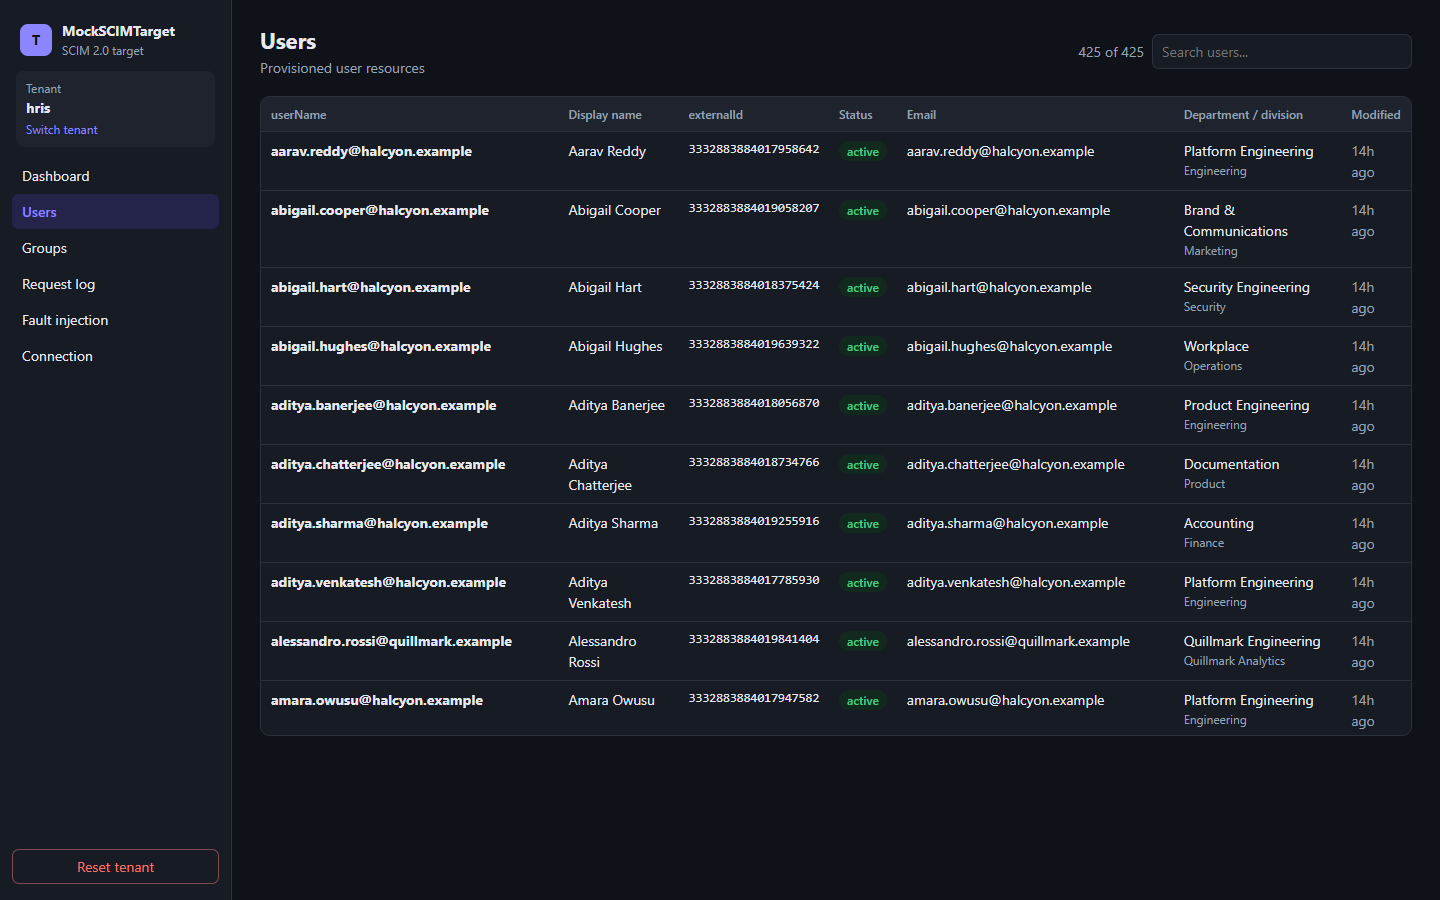 T
MockSCIMTarget
SCIM 2.0 target
Tenant
hris
Switch tenant
Dashboard
Users
Groups
Request log
Fault injection
Connection
Reset tenant
Users
Provisioned user resources
425 of 425
Search users...
userName Display name externalId Status Email Department / division Modified
aarav.reddy@halcyon.example Aarav Reddy 3332883884017958642 active aarav.reddy@halcyon.example Platform Engineering 14h
Engineering ago
abigail.cooper@halcyon.example Abigail Cooper 3332883884019058207 active abigail.cooper@halcyon.example Brand & 14h
Communications ago
Marketing
abigail.hart@halcyon.example Abigail Hart 3332883884018375424 active abigail.hart@halcyon.example Security Engineering 14h
Security ago
abigail.hughes@halcyon.example Abigail Hughes 3332883884019639322 active abigail.hughes@halcyon.example Workplace 14h
Operations ago
aditya.banerjee@halcyon.example Aditya Banerjee 3332883884018056870 active aditya.banerjee@halcyon.example Product Engineering 14h
Engineering ago
aditya.chatterjee@halcyon.example Aditya 3332883884018734766 active aditya.chatterjee@halcyon.example Documentation 14h
Chatterjee Product ago
aditya.sharma@halcyon.example Aditya Sharma 3332883884019255916 active aditya.sharma@halcyon.example Accounting 14h
Finance ago
aditya.venkatesh@halcyon.example Aditya 3332883884017785930 active aditya.venkatesh@halcyon.example Platform Engineering 14h
Venkatesh Engineering ago
alessandro.rossi@quillmark.example Alessandro 3332883884019841404 active alessandro.rossi@quillmark.example Quillmark Engineering 14h
Rossi Quillmark Analytics ago
amara.owusu@halcyon.example Amara Owusu 3332883884017947582 active amara.owusu@halcyon.example Platform Engineering 14h
Engineering ago